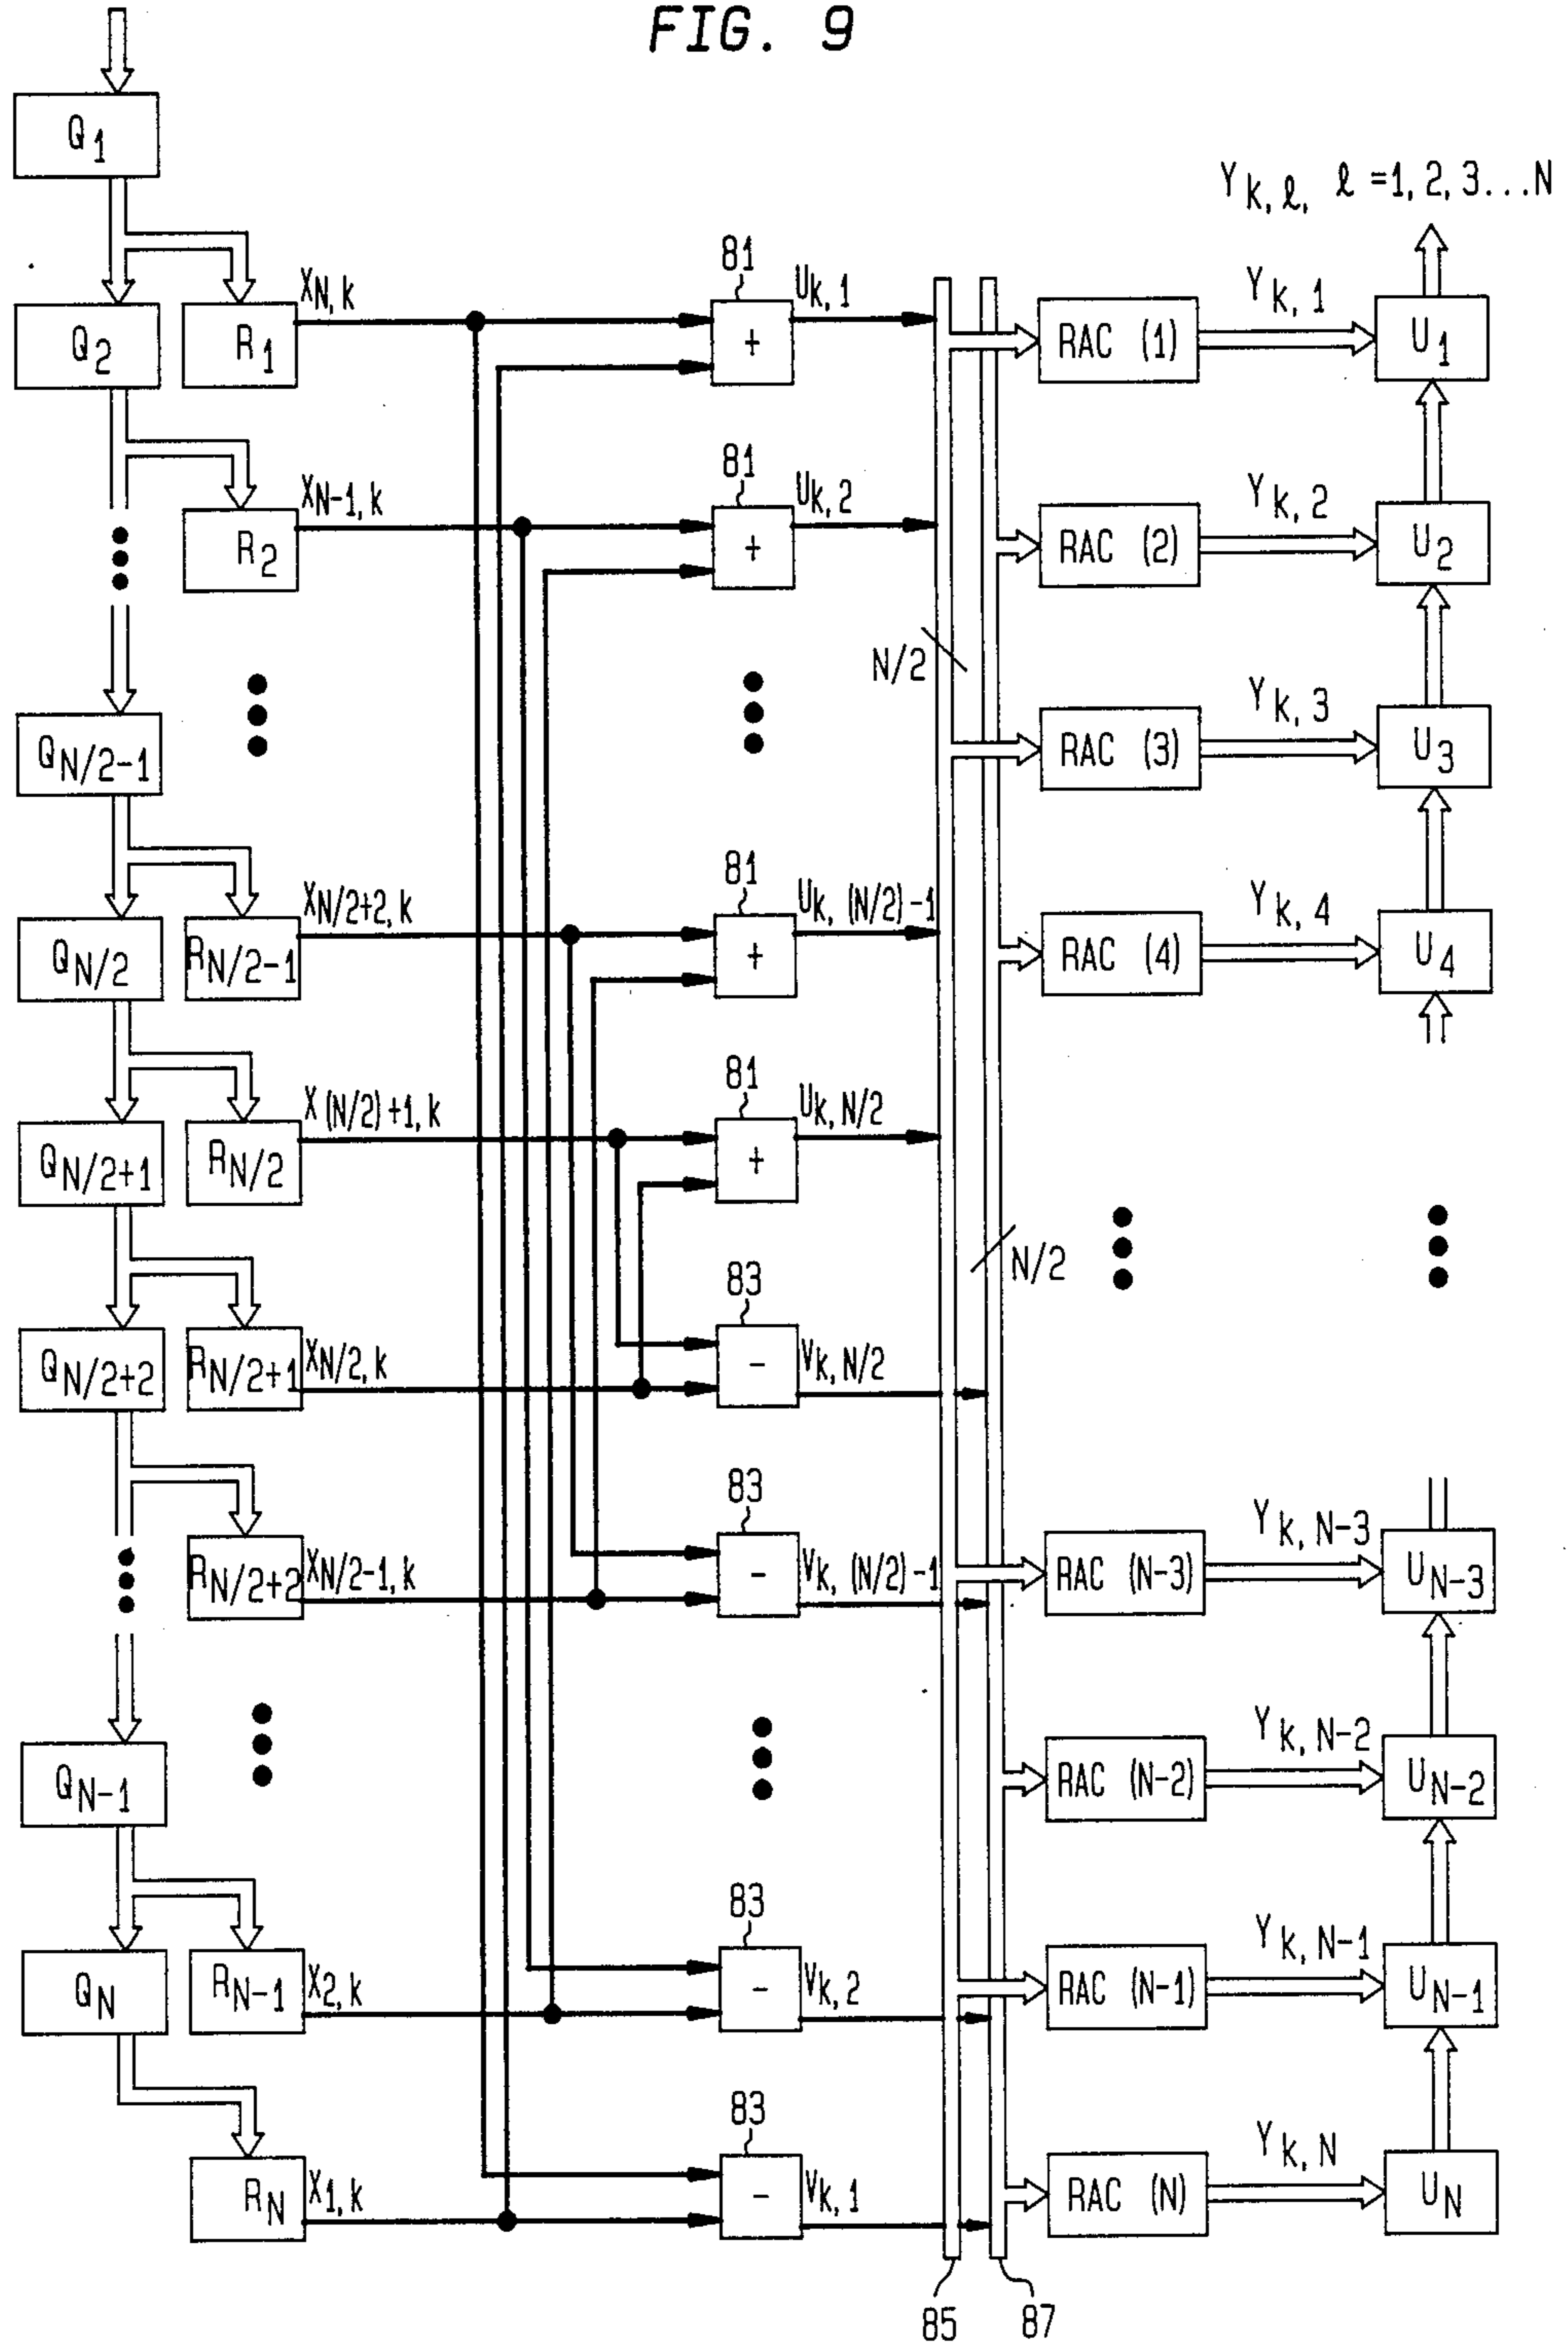 FIG. 9
Q1
Yk,ℓ, ℓ =1, 2, 3...N
Q2
R1
XN,k
81
+
Uk,1
RAC (1)
Yk,1
U1
R2
XN-1,k
81
+
Uk,2
RAC (2)
Yk,2
U2
N/2
QN/2-1
RAC (3)
Yk,3
U3
QN/2
RN/2-1
XN/2+2,k
81
+
Uk,(N/2)-1
RAC (4)
Yk,4
U4
QN/2+1
RN/2
X(N/2)+1,k
81
+
Uk,N/2
N/2
QN/2+2
RN/2+1
XN/2,k
83
-
Vk,N/2
RN/2+2
XN/2-1,k
83
-
Vk,(N/2)-1
RAC (N-3)
Yk,N-3
UN-3
QN-1
RAC (N-2)
Yk,N-2
UN-2
QN
RN-1
X2,k
83
-
Vk,2
RAC (N-1)
Yk,N-1
UN-1
RN
X1,k
83
-
Vk,1
RAC (N)
Yk,N
UN
85
87